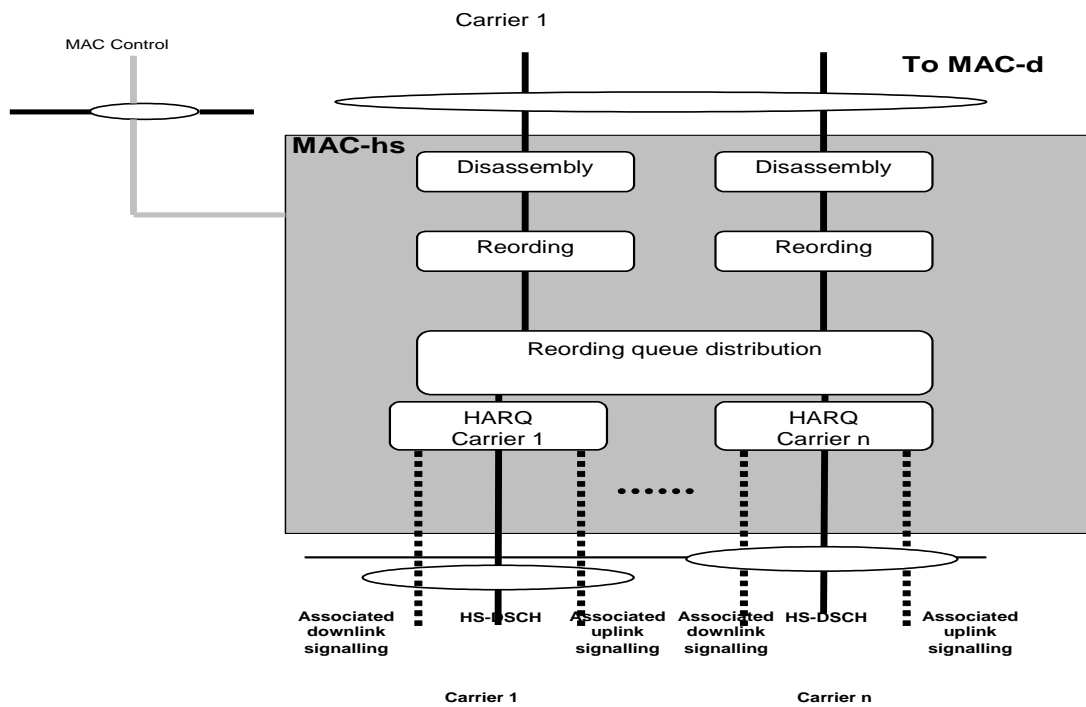 Carrier 1
MAC Control
To MAC-d
MAC-hs
Disassembly
Disassembly
Reording
Reording
Reording queue distribution
HARQ
Carrier 1
HARQ
Carrier n
Associated
downlink
signalling
HS-DSCH
Associated
uplink
signalling
Associated
downlink
signalling
HS-DSCH
Associated
uplink
signalling
Carrier 1
Carrier n